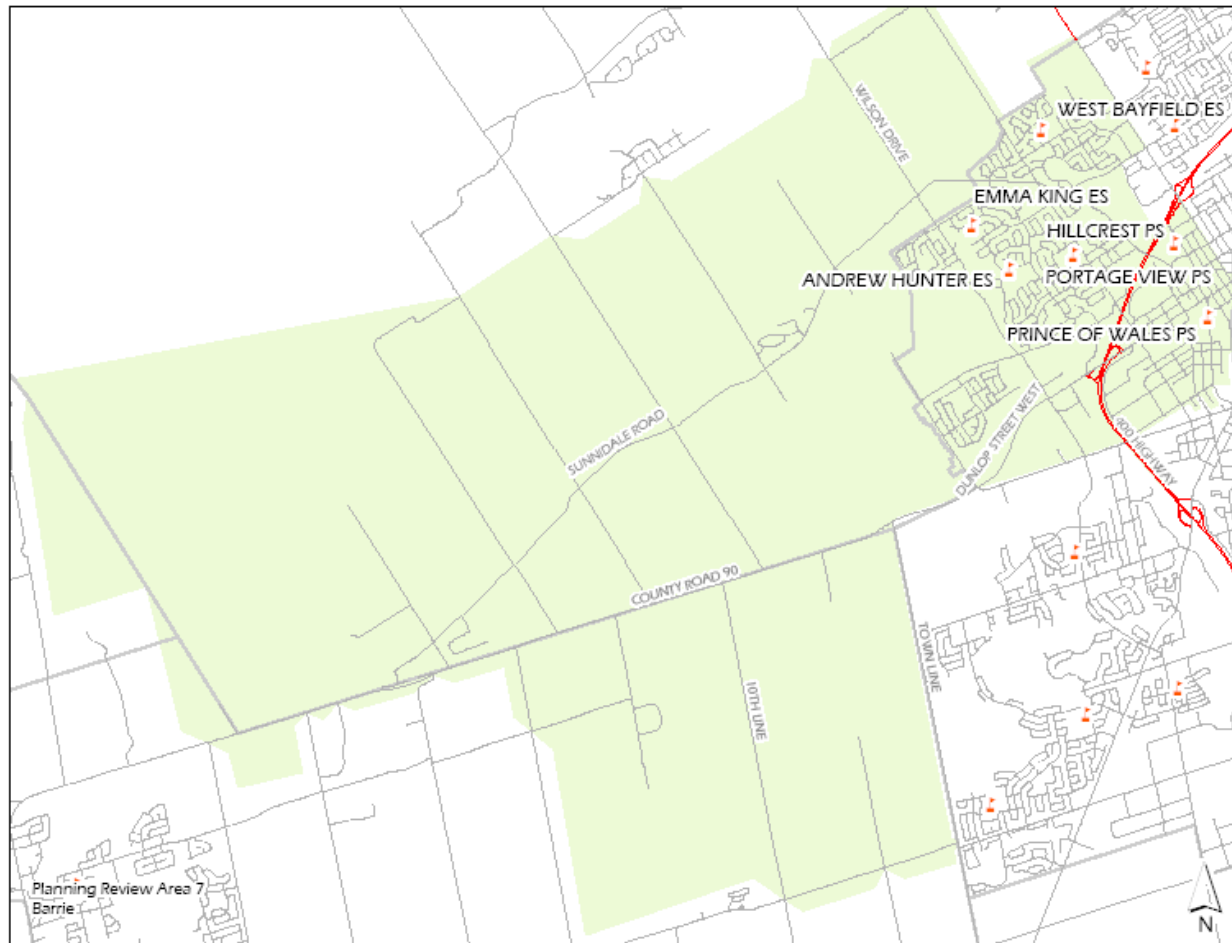 WILSON DRIVE
WEST BAYFIELD ES
EMMA KING ES
HILLCREST PS
ANDREW HUNTER ES
PORTAGE VIEW PS
PRINCE OF WALES PS
SUNNIDALE ROAD
DUNLOP STREET WEST
400 HIGHWAY
COUNTY ROAD 90
TOWN LINE
10TH LINE
Planning Review Area 7
Barrie
N